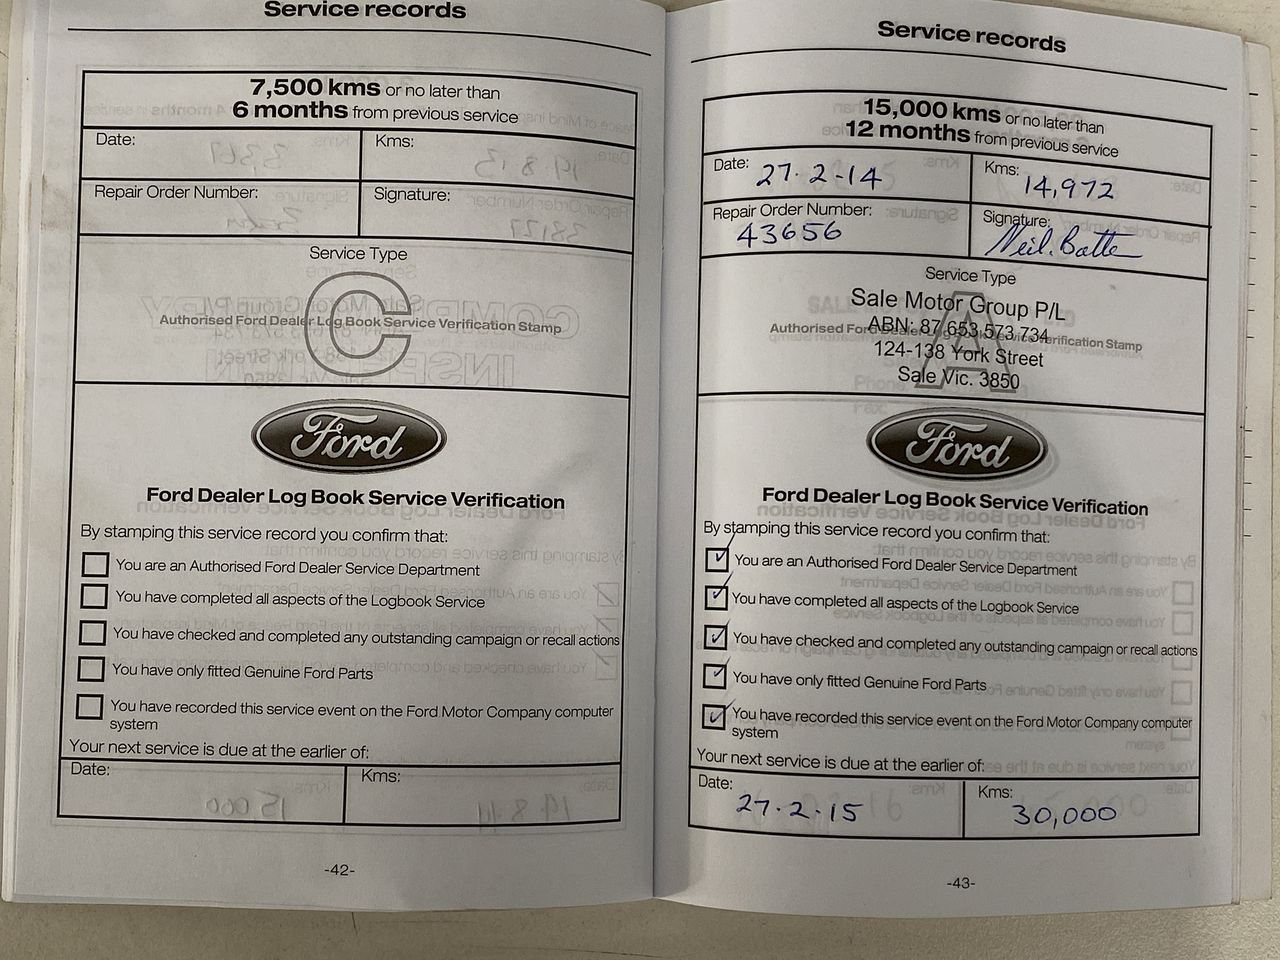 Service records
7,500 kms or no later than
6 months from previous service
Date:
Kms:
Repair Order Number:
Signature:
Service Type
C
Authorised Ford Dealer Log Book Service Verification Stamp
Ford
Ford Dealer Log Book Service Verification
By stamping this service record you confirm that:
You are an Authorised Ford Dealer Service Department
You have completed all aspects of the Logbook Service
You have checked and completed any outstanding campaign or recall actions
You have only fitted Genuine Ford Parts
You have recorded this service event on the Ford Motor Company computer
system
Your next service is due at the earlier of:
Date:
Kms:
-42-
Service records
15,000 kms or no later than
12 months from previous service
Date: 27.2-14
Kms: 14,972
Repair Order Number: 43656
Signature: Neil. Batte
Service Type
A
Sale Motor Group P/L
ABN: 87 653 573 734
Authorised Ford Dealer Log Book Service Verification Stamp
124-138 York Street
Sale Vic. 3850
Ford
Ford Dealer Log Book Service Verification
By stamping this service record you confirm that:
You are an Authorised Ford Dealer Service Department
You have completed all aspects of the Logbook Service
You have checked and completed any outstanding campaign or recall actions
You have only fitted Genuine Ford Parts
You have recorded this service event on the Ford Motor Company computer
system
Your next service is due at the earlier of:
Date: 27.2.15
Kms: 30,000
-43-